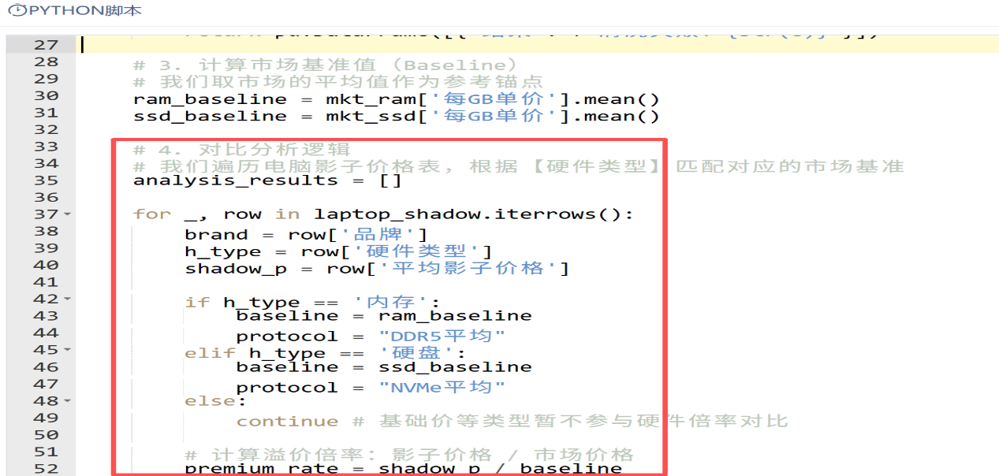 PYTHON脚本
27
28 # 3. 计算市场基准值（Baseline）
29 # 我们取市场的平均值作为参考锚点
30 ram_baseline = mkt_ram['每GB单价'].mean()
31 ssd_baseline = mkt_ssd['每GB单价'].mean()
32
33 # 4. 对比分析逻辑
34 # 我们遍历电脑影子价格表，根据【硬件类型】匹配对应的市场基准
35 analysis_results = []
36
37 for _, row in laptop_shadow.iterrows():
38 brand = row['品牌']
39 h_type = row['硬件类型']
40 shadow_p = row['平均影子价格']
41
42 if h_type == '内存':
43 baseline = ram_baseline
44 protocol = "DDR5平均"
45 elif h_type == '硬盘':
46 baseline = ssd_baseline
47 protocol = "NVMe平均"
48 else:
49 continue # 基础价等类型暂不参与硬件倍率对比
50
51 # 计算溢价倍率：影子价格 / 市场价格
52 premium_rate = shadow_p / baseline